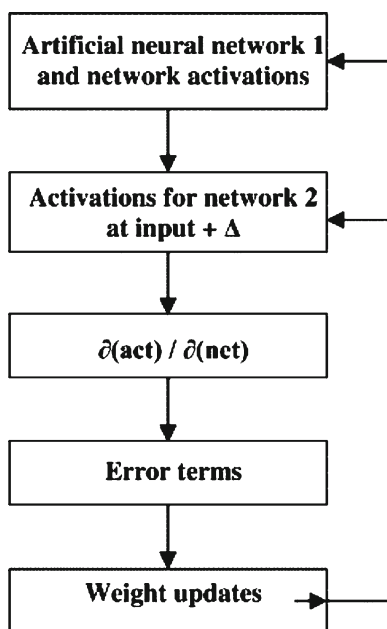 Artificial neural network 1
and network activations
Activations for network 2
at input + Δ
∂(act) / ∂(nct)
Error terms
Weight updates